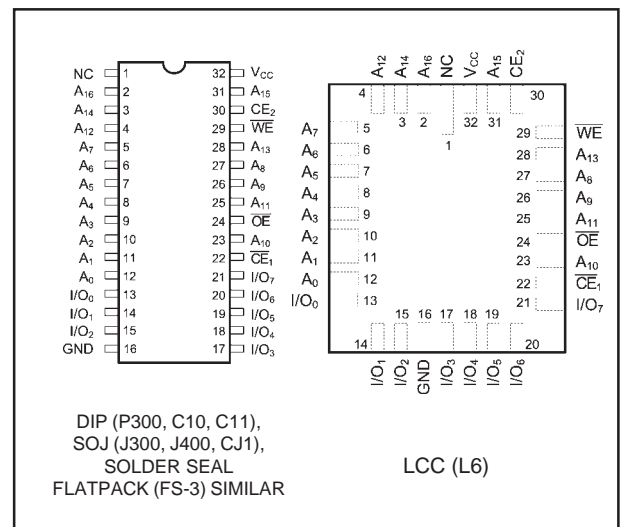 NC 1 32 VCC
A16 2 31 A15
A14 3 30 CE2
A12 4 29 W̅E̅
A7 5 28 A13
A6 6 27 A8
A5 7 26 A9
A4 8 25 A11
A3 9 24 O̅E̅
A2 10 23 A10
A1 11 22 C̅E̅1
A0 12 21 I/O7
I/O0 13 20 I/O6
I/O1 14 19 I/O5
I/O2 15 18 I/O4
GND 16 17 I/O3
DIP (P300, C10, C11),
SOJ (J300, J400, CJ1),
SOLDER SEAL
FLATPACK (FS-3) SIMILAR
A12 A14 A16 NC VCC A15 CE2
4 30
3 2 32 31
1
A7 5 29 W̅E̅
A6 6 28 A13
A5 7 27 A8
A4 8 26 A9
A3 9 25 A11
A2 10 24 O̅E̅
A1 11 23 A10
A0 12 22 C̅E̅1
I/O0 13 21 I/O7
15 16 17 18 19
14 20
I/O1 I/O2 GND I/O3 I/O4 I/O5 I/O6
LCC (L6)